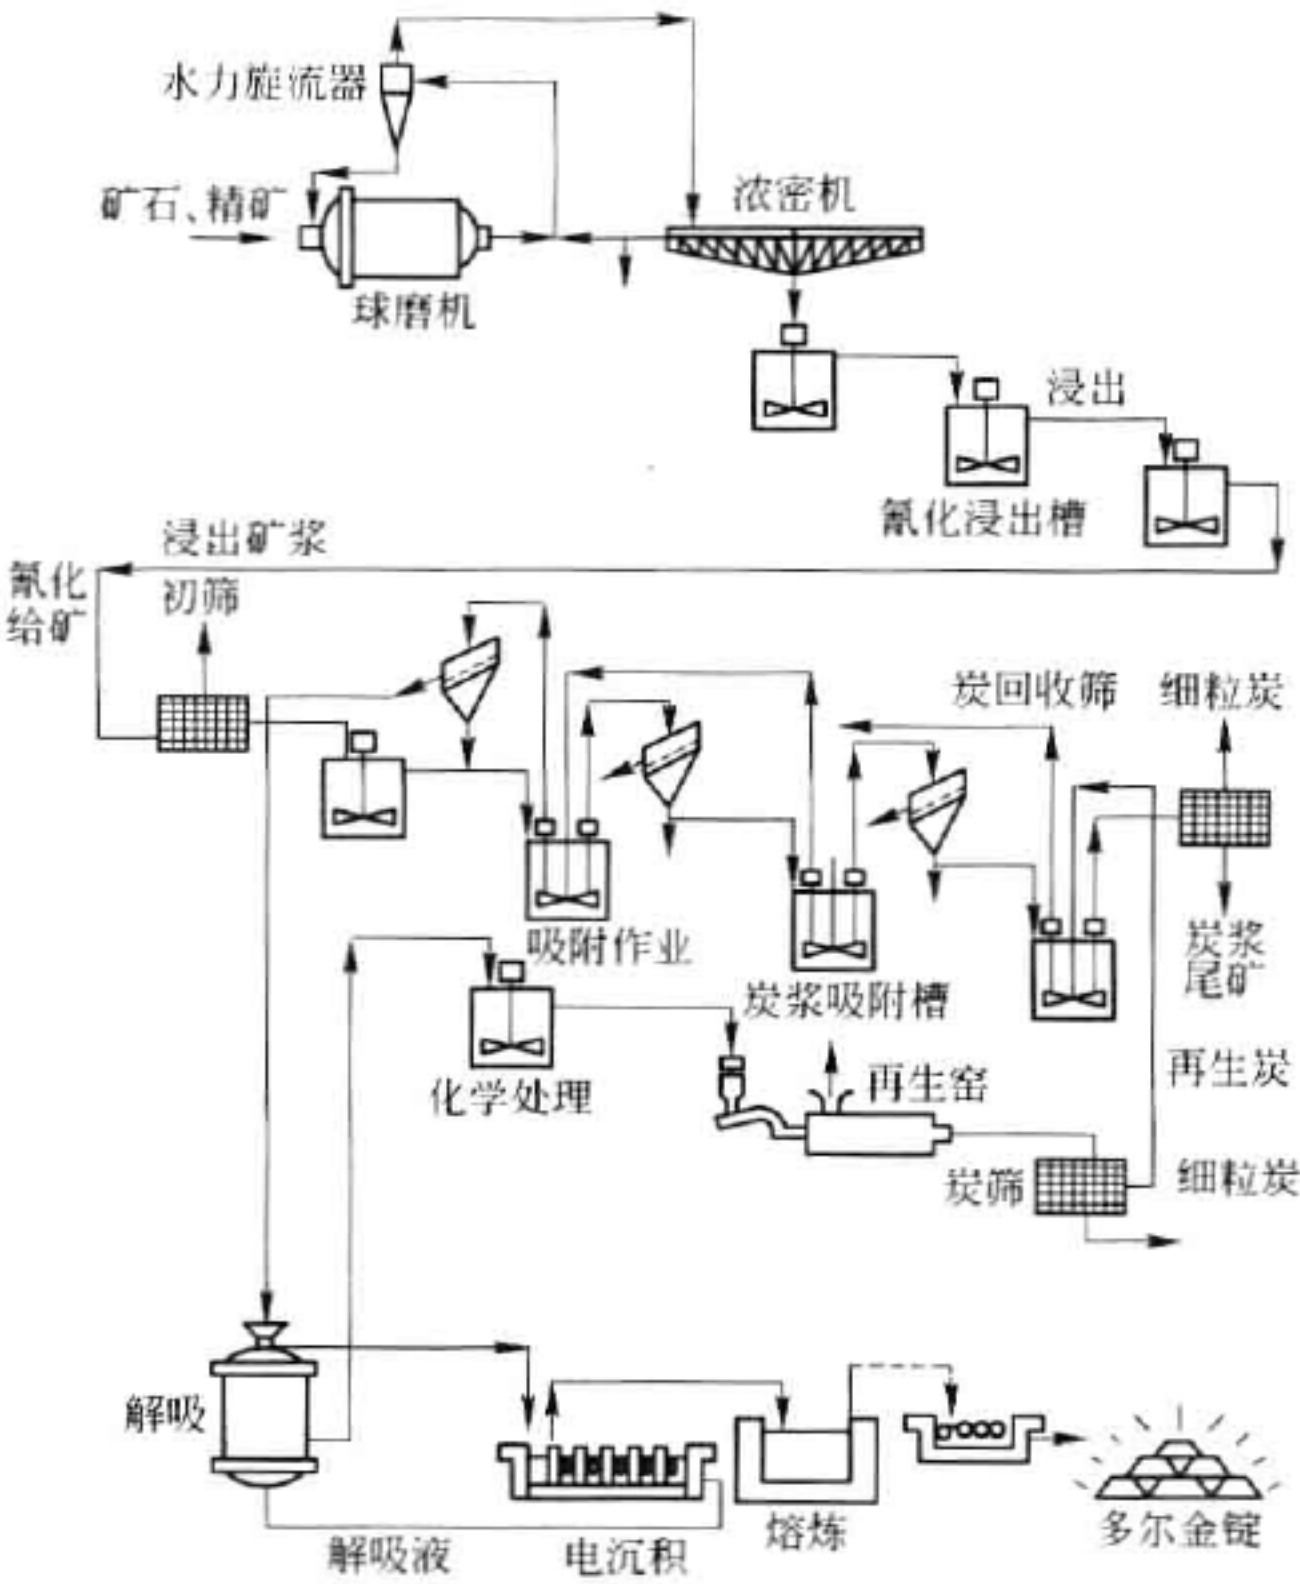 水力旋流器
矿石、精矿
浓密机
球磨机
浸出
氰化浸出槽
浸出矿浆
氰化
给矿
初筛
炭回收筛
细粒炭
吸附作业
炭浆
尾矿
炭浆吸附槽
化学处理
再生窑
再生炭
炭筛
细粒炭
解吸
解吸液
电沉积
熔炼
多尔金锭